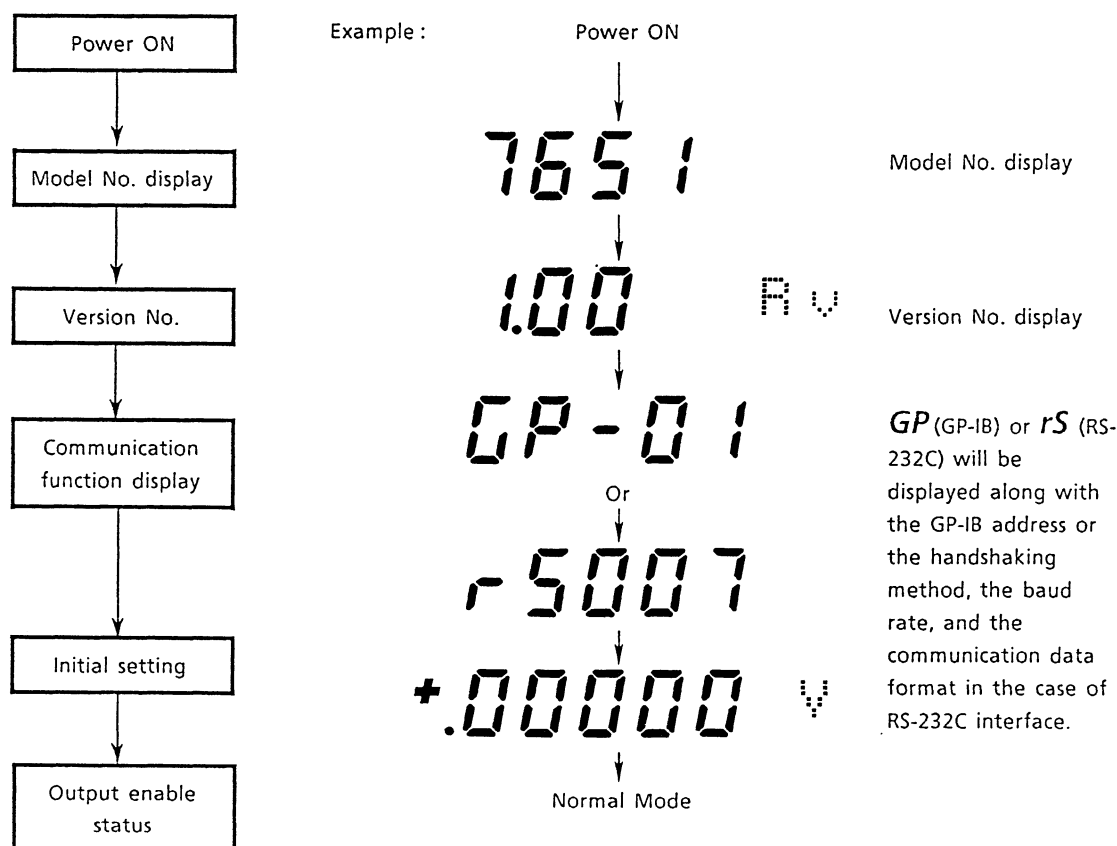 Power ON
Model No. display
Version No.
Communication
function display
Initial setting
Output enable
status
Example :
Power ON
7651
1.00 A v
GP-01
Or
rS007
+.00000 V
Normal Mode
Model No. display
Version No. display
GP (GP-IB) or rS (RS-
232C) will be
displayed along with
the GP-IB address or
the handshaking
method, the baud
rate, and the
communication data
format in the case of
RS-232C interface.